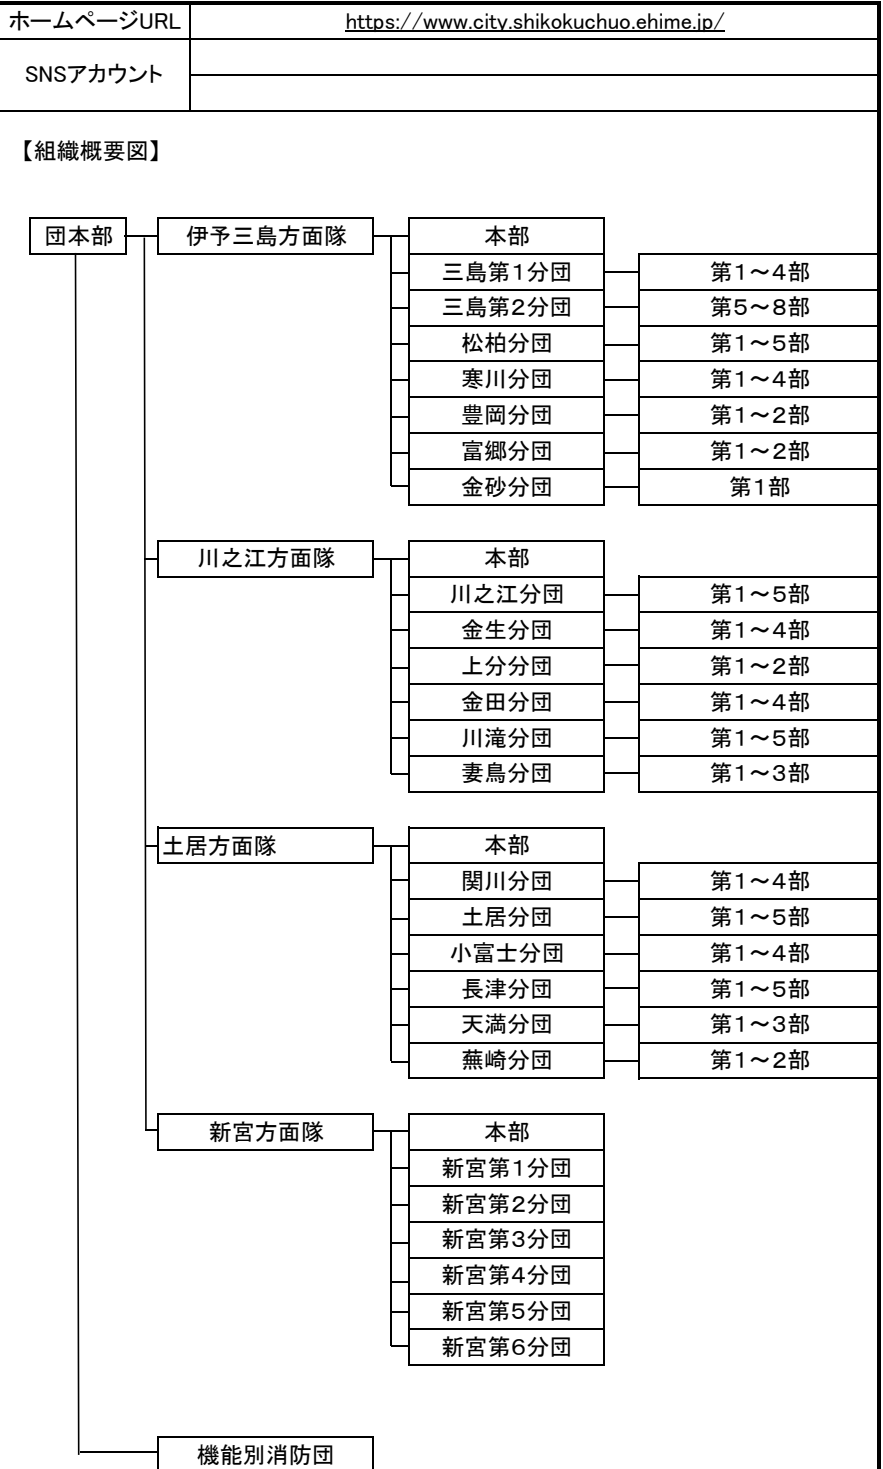 ホームページURL https://www.city.shikokuchuo.ehime.jp/
SNSアカウント
【組織概要図】
団本部 伊予三島方面隊 本部
三島第1分団 第1～4部
三島第2分団 第5～8部
松柏分団 第1～5部
寒川分団 第1～4部
豊岡分団 第1～2部
富郷分団 第1～2部
金砂分団 第1部
川之江方面隊 本部
川之江分団 第1～5部
金生分団 第1～4部
上分分団 第1～2部
金田分団 第1～4部
川滝分団 第1～5部
妻鳥分団 第1～3部
土居方面隊 本部
関川分団 第1～4部
土居分団 第1～5部
小富士分団 第1～4部
長津分団 第1～5部
天満分団 第1～3部
蕪崎分団 第1～2部
新宮方面隊 本部
新宮第1分団
新宮第2分団
新宮第3分団
新宮第4分団
新宮第5分団
新宮第6分団
機能別消防団